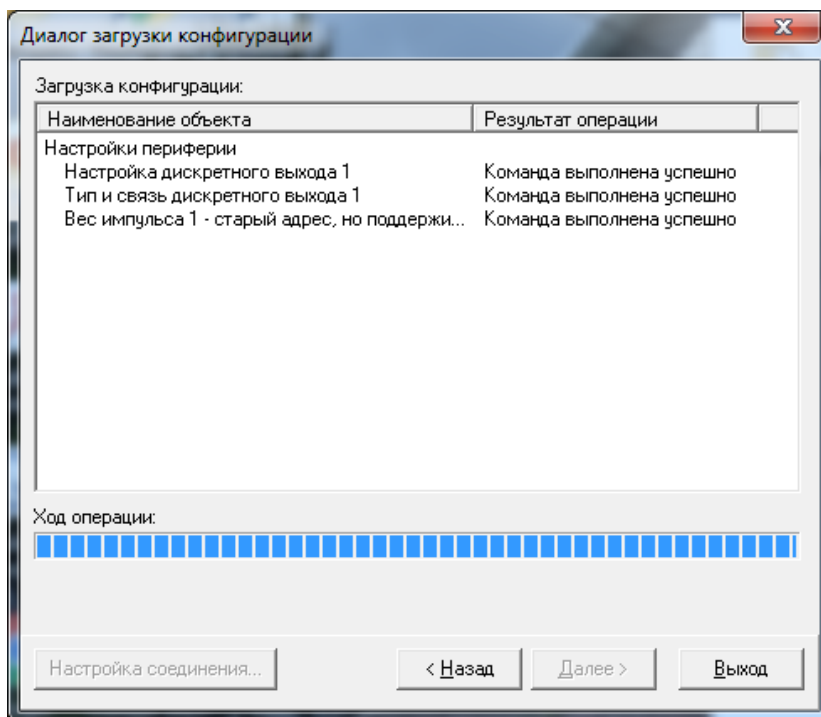 Диалог загрузки конфигурации
Загрузка конфигурации:
Наименование объекта Результат операции
Настройки периферии
Настройка дискретного выхода 1 Команда выполнена успешно
Тип и связь дискретного выхода 1 Команда выполнена успешно
Вес импульса 1 - старый адрес, но поддержи... Команда выполнена успешно
Ход операции:
Настройка соединения... < Назад Далее > Выход